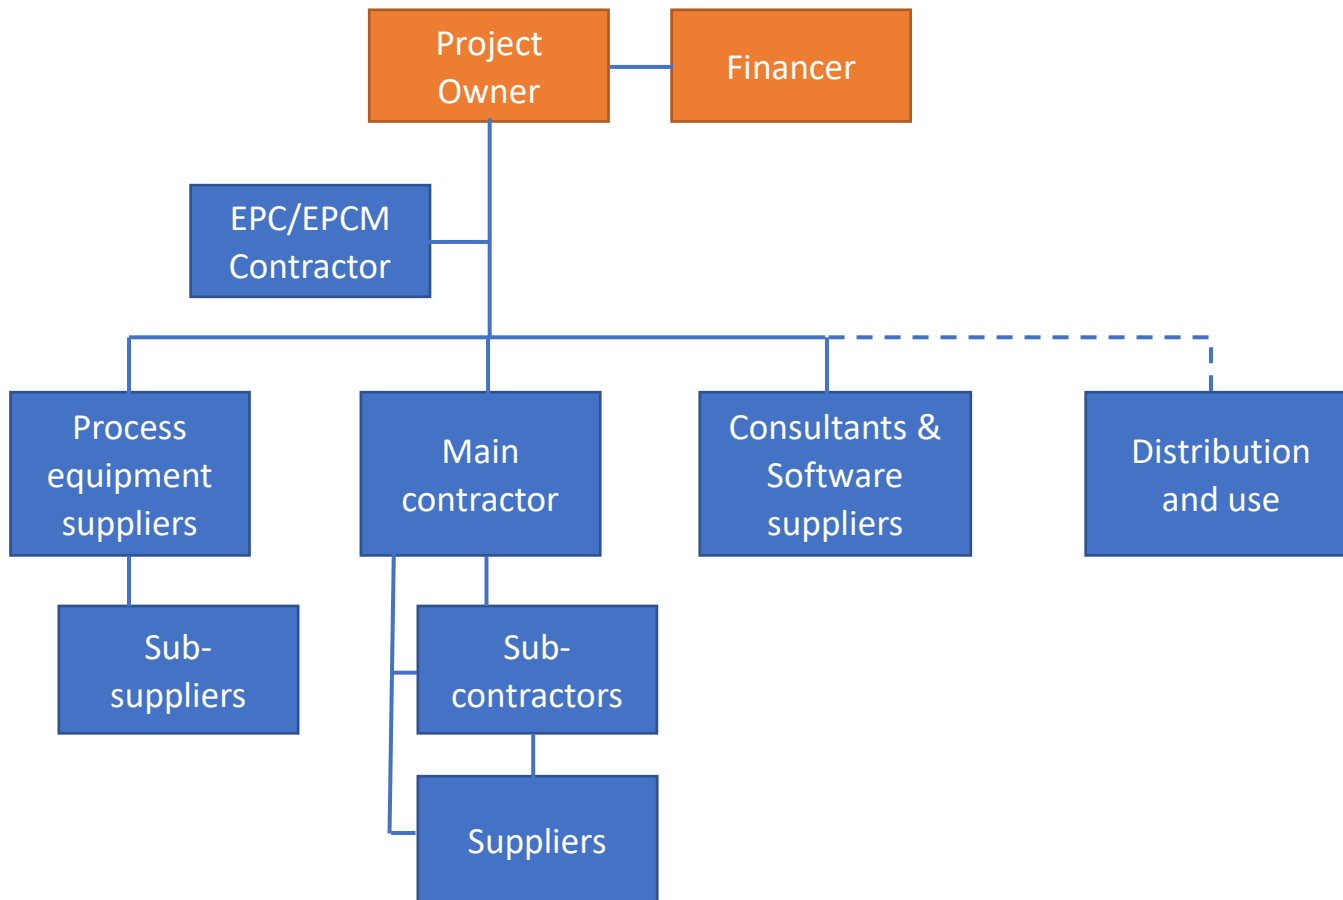 Project
Owner
Financer
EPC/EPCM
Contractor
Process
equipment
suppliers
Main
contractor
Consultants &
Software
suppliers
Distribution
and use
Sub-
suppliers
Sub-
contractors
Suppliers